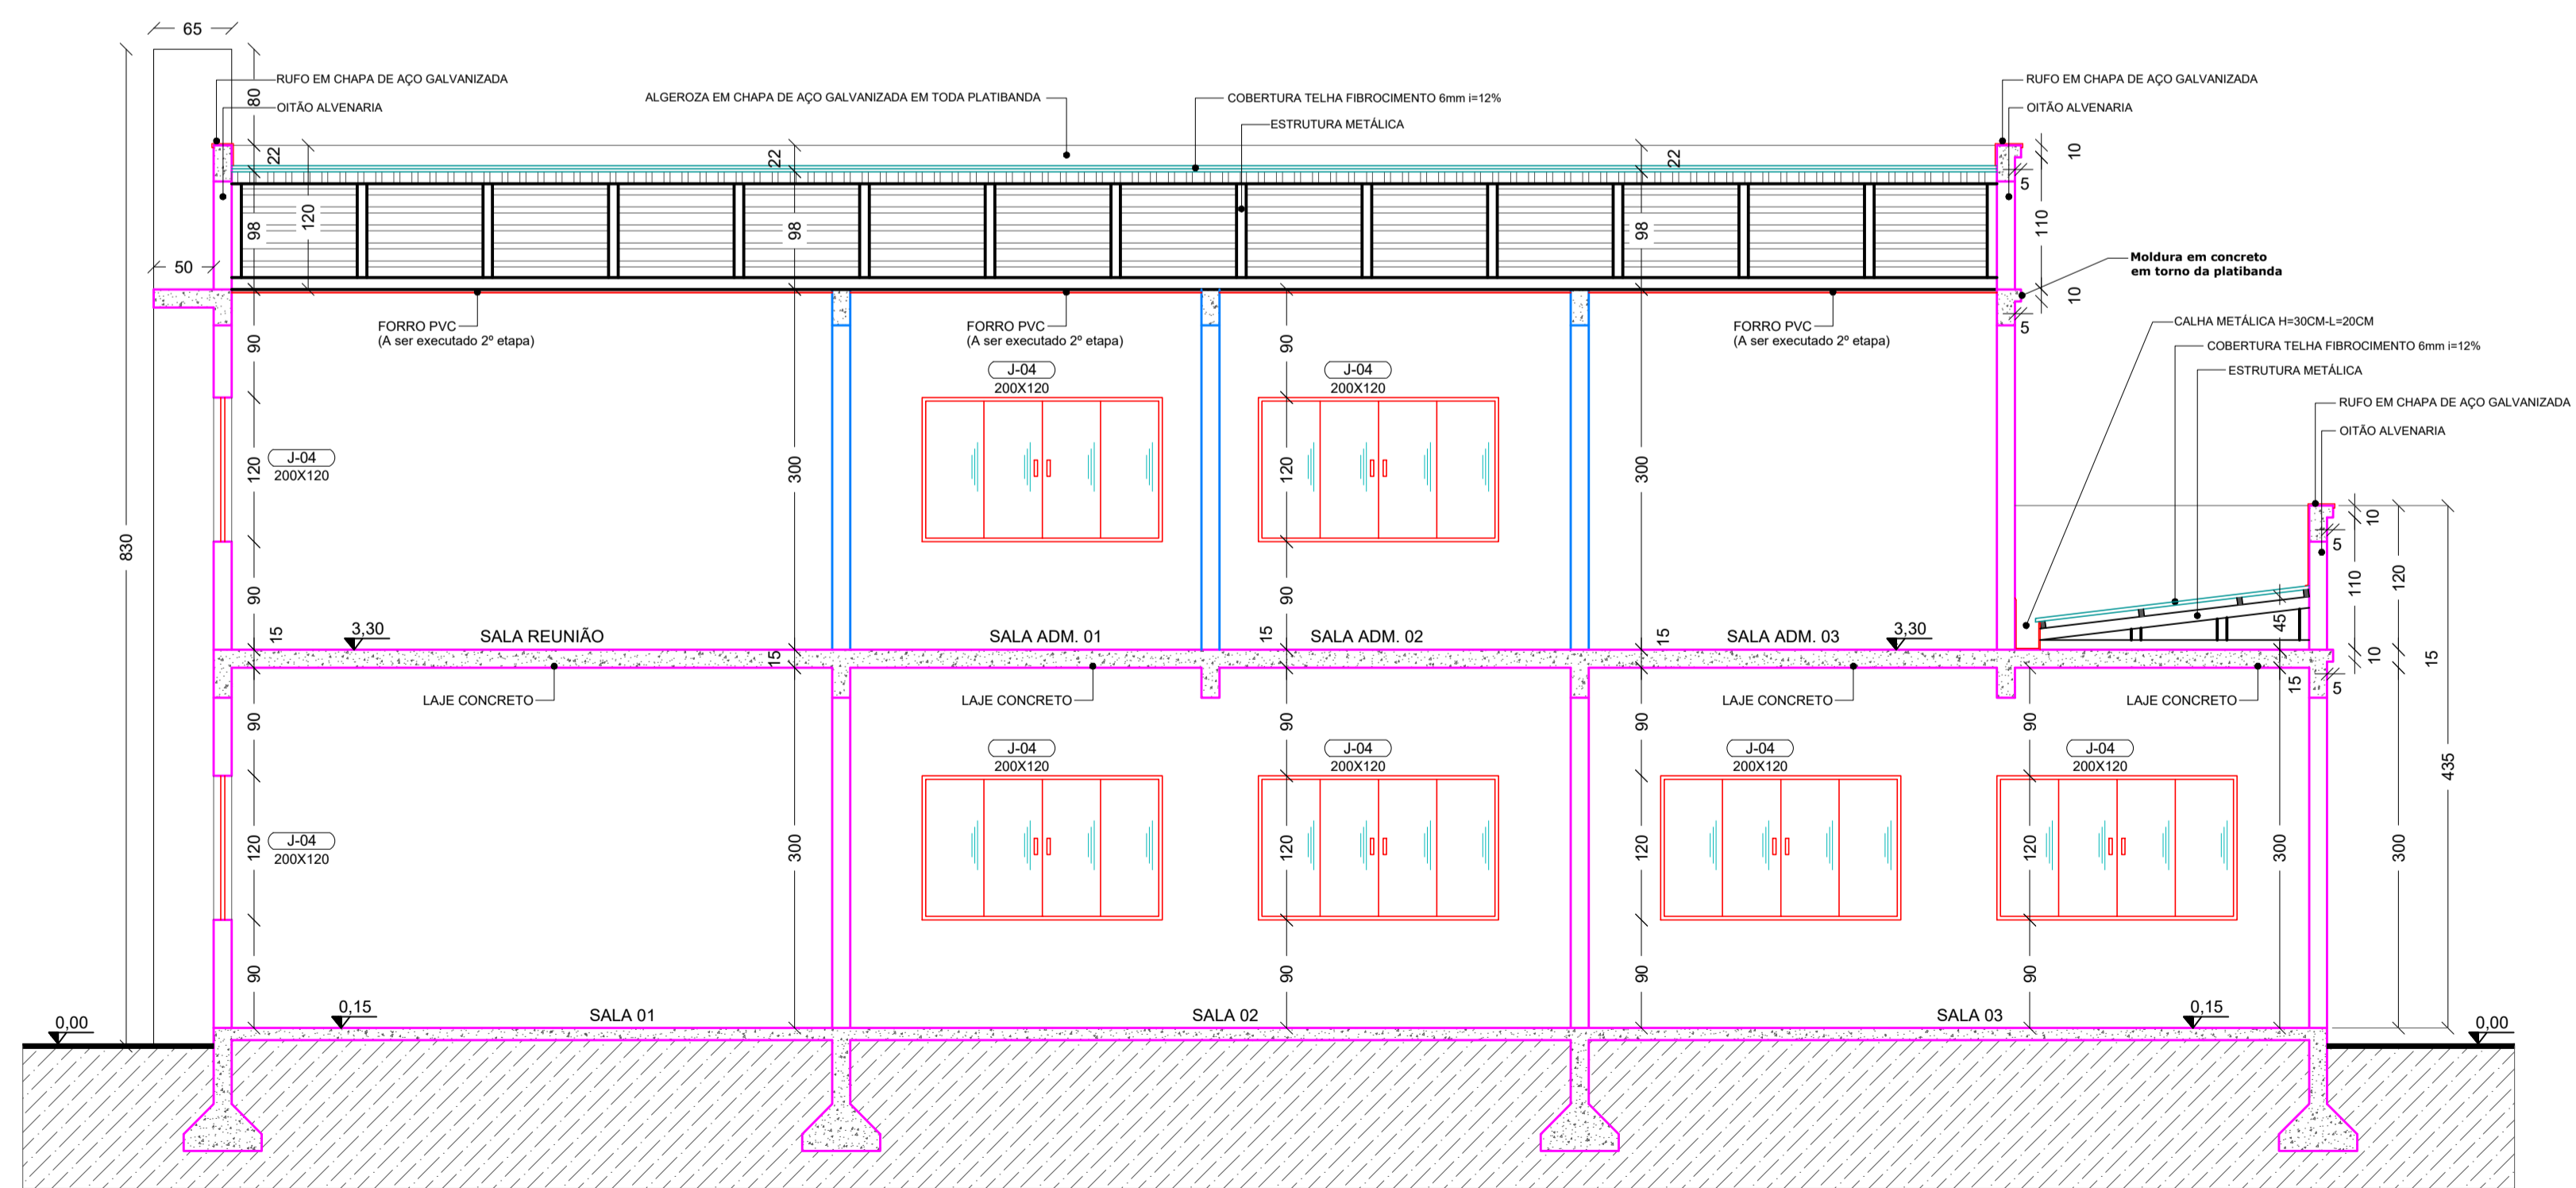 65
RUFO EM CHAPA DE AÇO GALVANIZADA
80
OITÃO ALVENARIA
ALGEROZA EM CHAPA DE AÇO GALVANIZADA EM TODA PLATIBANDA
COBERTURA TELHA FIBROCIMENTO 6mm i=12%
ESTRUTURA METÁLICA
RUFO EM CHAPA DE AÇO GALVANIZADA
OITÃO ALVENARIA
22
22
22
10
5
98
120
98
98
110
50
Moldura em concreto
em torno da platibanda
10
5
FORRO PVC
(A ser executado 2º etapa)
FORRO PVC
(A ser executado 2º etapa)
FORRO PVC
(A ser executado 2º etapa)
CALHA METÁLICA H=30CM-L=20CM
COBERTURA TELHA FIBROCIMENTO 6mm i=12%
ESTRUTURA METÁLICA
RUFO EM CHAPA DE AÇO GALVANIZADA
OITÃO ALVENARIA
90
90
J-04
200X120
J-04
200X120
J-04
200X120
120
300
120
300
830
10
5
110
120
435
90
90
45
15
3,30
SALA REUNIÃO
15
SALA ADM. 01
15
SALA ADM. 02
15
SALA ADM. 03
3,30
10
15
15
5
LAJE CONCRETO
LAJE CONCRETO
LAJE CONCRETO
LAJE CONCRETO
90
90
90
90
J-04
200X120
J-04
200X120
J-04
200X120
J-04
200X120
J-04
200X120
120
300
120
120
120
300
300
90
90
90
90
0,00
0,15
SALA 01
SALA 02
SALA 03
0,15
0,00